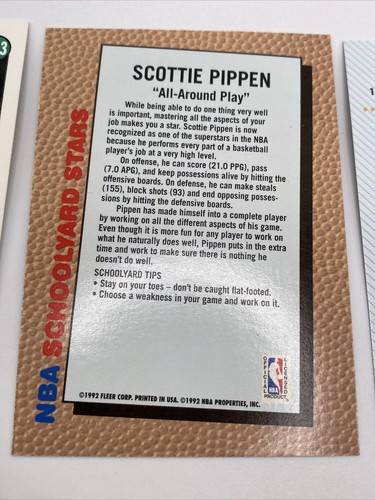 3
NBA SCHOOLYARD STARS
SCOTTIE PIPPEN
"All-Around Play"
While being able to do one thing very well
is important, mastering all the aspects of your
job makes you a star. Scottie Pippen is now
recognized as one of the superstars in the NBA
because he performs every part of a basketball
player's job at a very high level.
On offense, he can score (21.0 PPG), pass
(7.0 APG), and keep possessions alive by hitting the
offensive boards. On defense, he can make steals
(155), block shots (93) and end opposing posses-
sions by hitting the defensive boards.
Pippen has made himself into a complete player
by working on all the different aspects of his game.
Even though it is more fun for any player to work on
what he naturally does well, Pippen puts in the extra
time and work to make sure there is nothing he
doesn't do well.
SCHOOLYARD TIPS
• Stay on your toes – don't be caught flat-footed.
• Choose a weakness in your game and work on it.
OFFICIAL LICENSED
NBA
PRODUCT
©1992 FLEER CORP. PRINTED IN USA. ©1992 NBA PROPERTIES, INC.
1